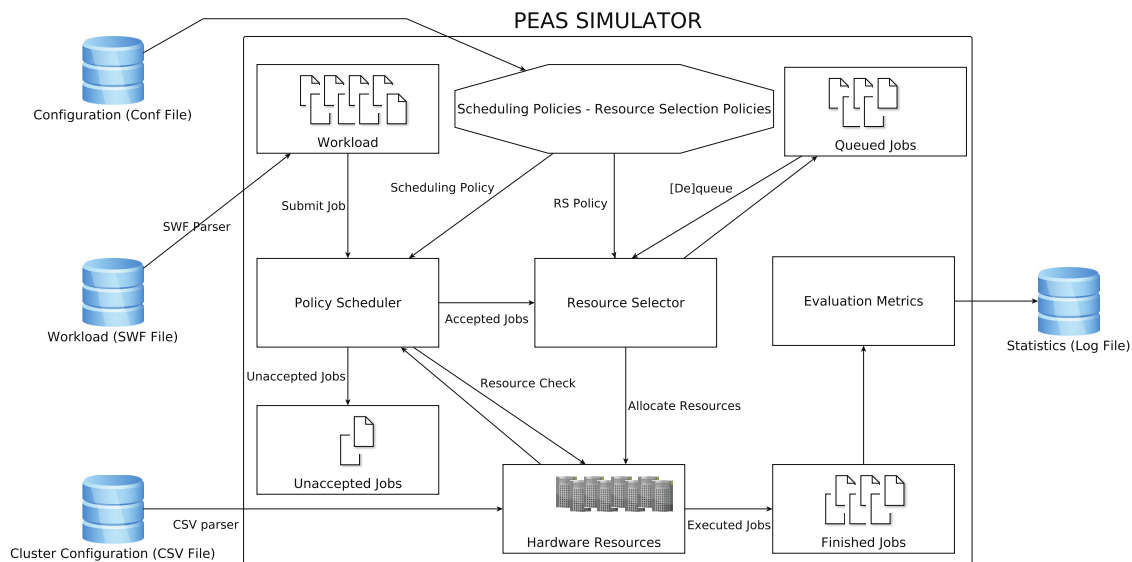 PEAS SIMULATOR
Configuration (Conf File)
Workload
Scheduling Policies - Resource Selection Policies
Queued Jobs
SWF Parser
Submit Job
Scheduling Policy
RS Policy
[De]queue
Workload (SWF File)
Policy Scheduler
Accepted Jobs
Resource Selector
Evaluation Metrics
Statistics (Log File)
Unaccepted Jobs
Resource Check
Allocate Resources
Unaccepted Jobs
CSV parser
Cluster Configuration (CSV File)
Hardware Resources
Executed Jobs
Finished Jobs